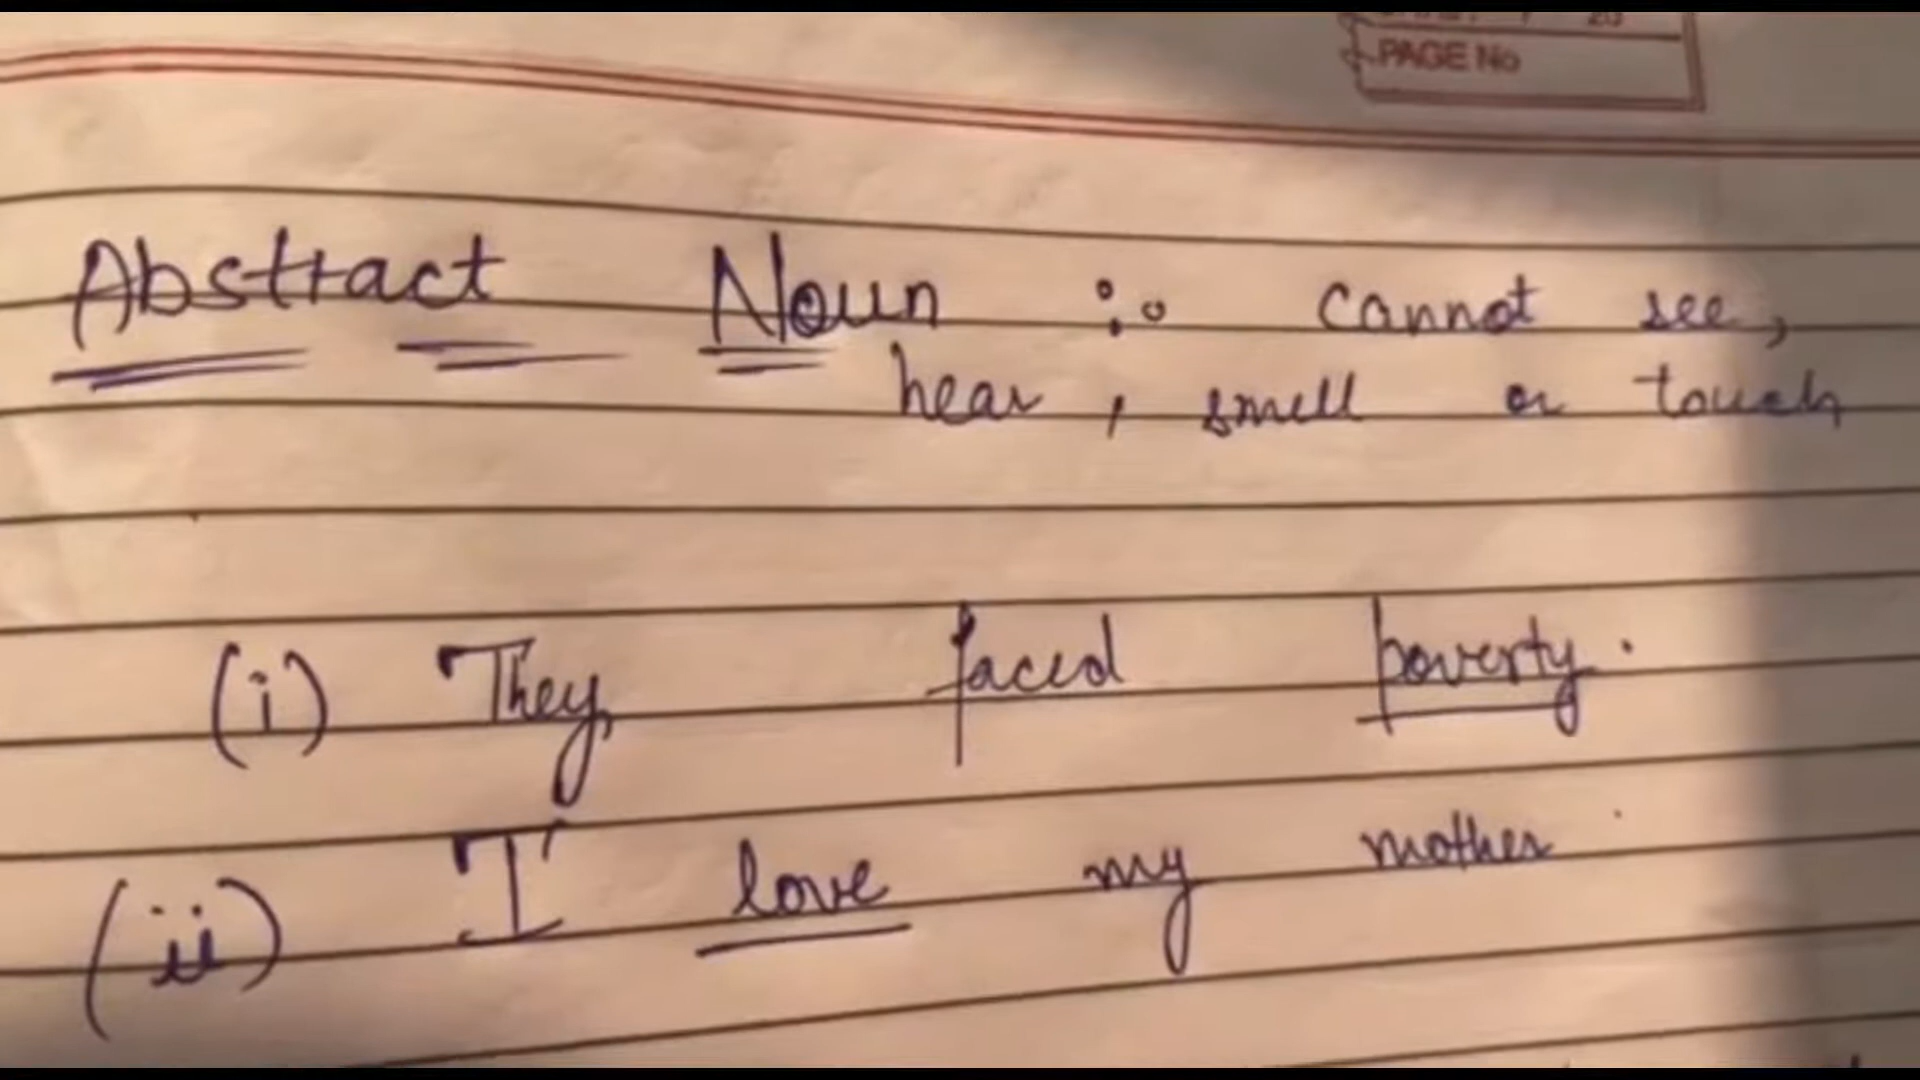 PAGE No
Abstract Noun : cannot see,
hear, smell or touch
(i) They faced poverty.
(ii) I love my mother.